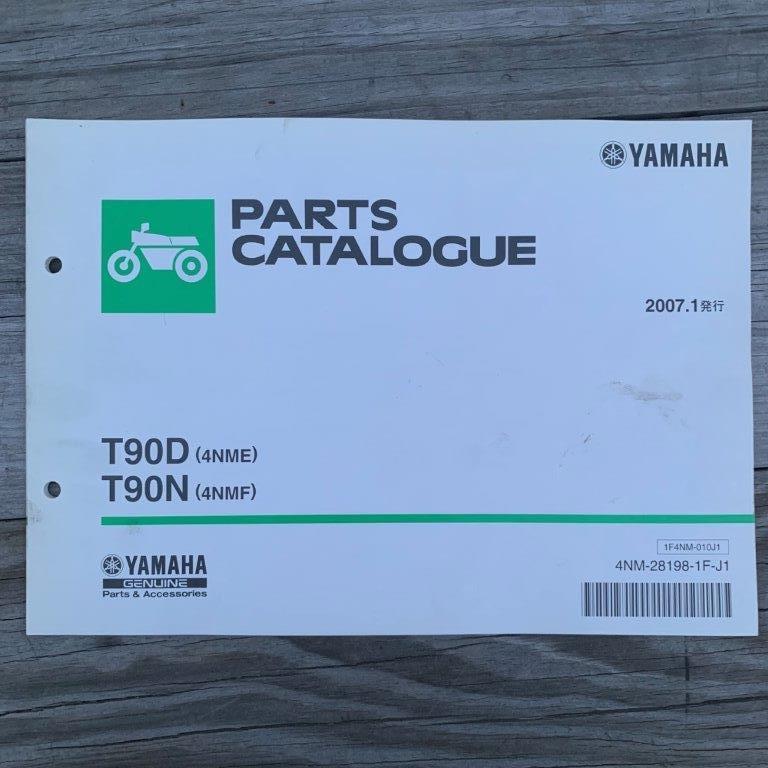 YAMAHA
PARTS
CATALOGUE
2007.1発行
T90D (4NME)
T90N (4NMF)
1F4NM-010J1
4NM-28198-1F-J1
YAMAHA
GENUINE
Parts & Accessories